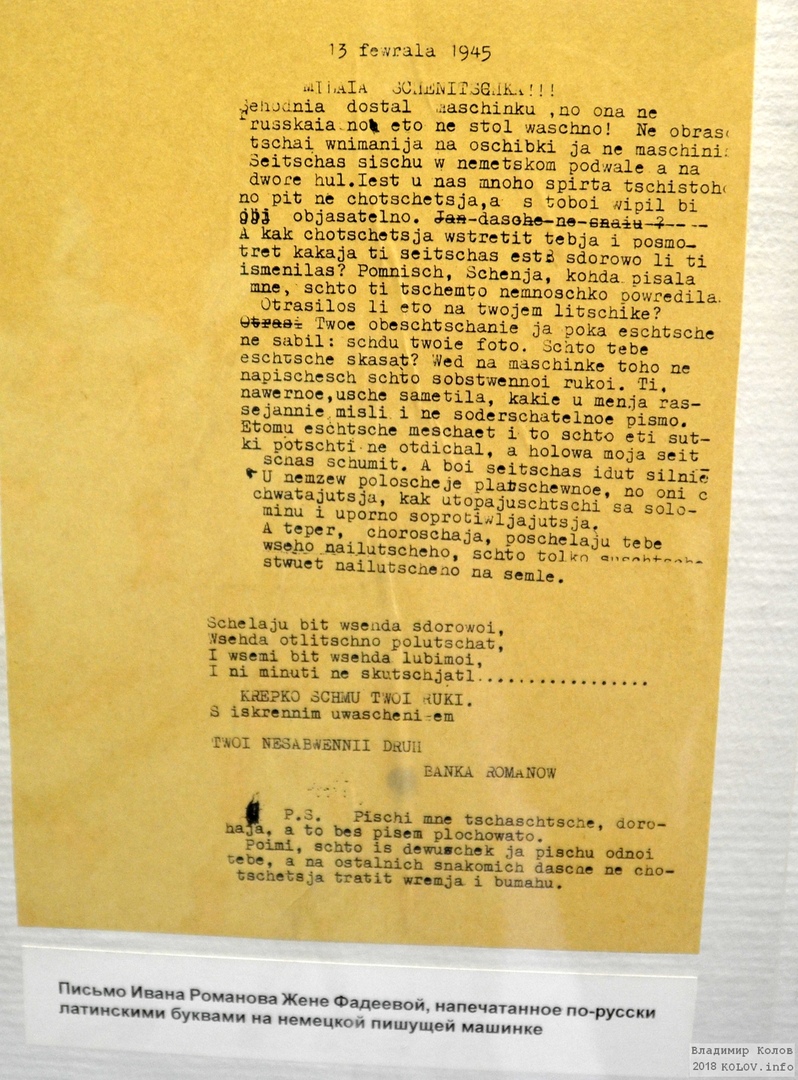 13 fewrala 1945
MILAIA SCHENITSCHKA!!!
dostal maschinku ,no ona ne
russkaia no eto ne stol waschno! Ne obras
tschai wnimanija na oschibki ja ne maschini
Seitschas sischu w nemetskom podwale a na
dwore hul.Iest u nas mnoho spirta tschistoho
no pit ne chotschetsja,a s toboi wipil bi
objasatelno. Jan dasche ne snaiu ?----
A kak chotschetsja wstretit tebja i posmo-
tret kakaja ti seitschas est sdorowo li ti
ismenilas? Pomnisch, Schenja, kohda pisala
mne, schto ti tschemto nemnoschko powredila.
Otrasilos li eto na twojem litschike?
Otrasi Twoe obeschtschanie ja poka eschtsche
ne sabil: schdu twoie foto. Schto tebe
eschtsche skasat? Wed na maschinke toho ne
napischesch schto sobstwennoi rukoi. Ti,
nawernoe,usche sametila, kakie u menja ras-
sejannie misli i ne soderschatelnoe pismo.
Etomu eschtsche meschaet i to schto eti sut-
ki potschti ne otdichal, a holowa moja seit
schas schumit. A boi seitschas idut silnie
U nemzew poloscheje platschewnoe, no oni c
chwatajutsja, kak utopajuschtschi sa solo-
minu i uporno soprotiwljajutsja.
A teper, choroschaja, poschelaju tebe
wseho nailutscheho, schto tolko suschtsche
stwuet nailutscheho na semle.
Schelaju bit wsehda sdorowoi,
Wsehda otlitschno polutschat,
I wsemi bit wsehda lubimoi,
I ni minuti ne skutschjatl................
KREPKO SCHMU TWOI RUKI.
S iskrennim uwascheni-em
TWOI NESABWENNII DRUH
BANKA ROMANOW
P.S. Pischi mne tschaschtsche, doro-
haja, a to bes pisem plochowato.
Poimi, schto is dewuschek ja pischu odnoi
tebe, a na ostalnich snakomich dasche ne cho-
tschetsja tratit wremja i bumahu.
Письмо Ивана Романова Жене Фадеевой, напечатанное по-русски
латинскими буквами на немецкой пишущей машинке
Владимир Колов
2018 KOLOV.info